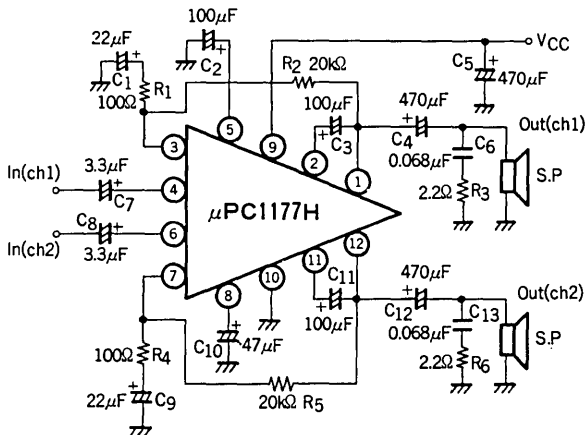 100μF
22μF +
+
C1
C2
R2 20kΩ
VCC
100Ω R1
C5
470μF
100μF
470μF
Out(ch1)
5
9
2
C3
C4
C6
3
0.068μF
1
In(ch1)
3.3μF
4
2.2Ω R3
S.P
C7
μPC1177H
In(ch2)
C8
6
12
3.3μF
11
C11
470μF
Out(ch2)
7
10
8
C12
C13
100μF
0.068μF
S.P
100Ω R4
C10
47μF
2.2Ω R6
22μF C9
20kΩ R5